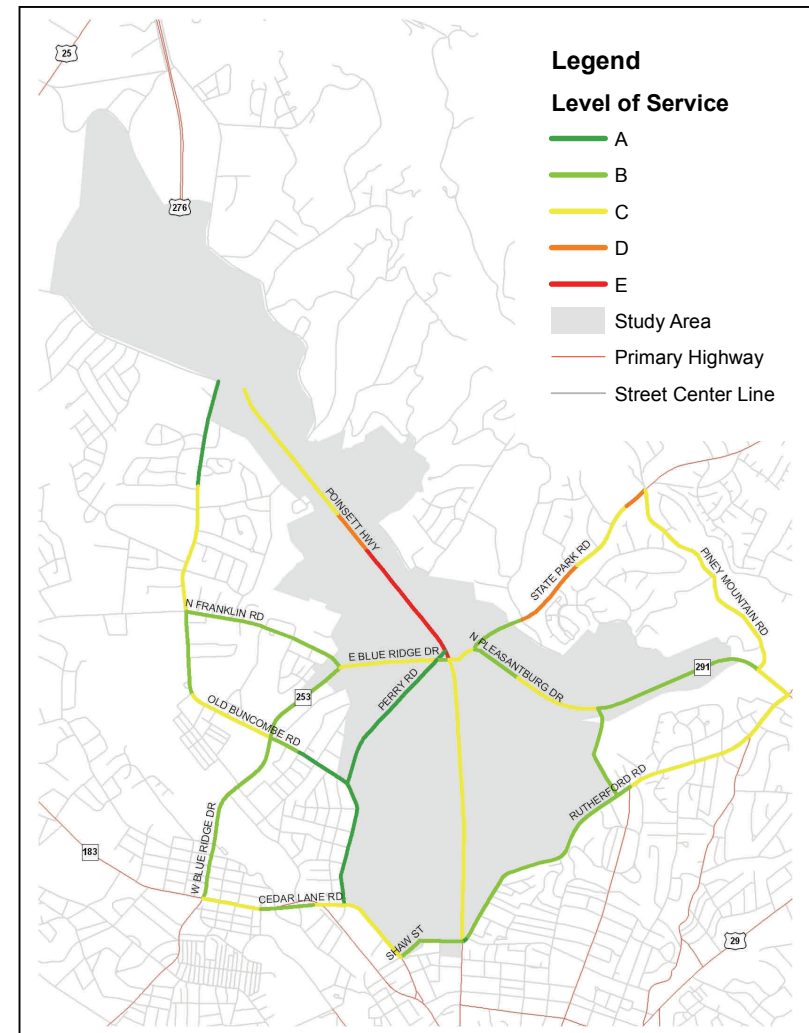 25
276
Legend
Level of Service
A
B
C
D
E
Study Area
Primary Highway
Street Center Line
POINSETT HWY
STATE PARK RD
PINEY MOUNTAIN RD
N FRANKLIN RD
E BLUE RIDGE DR
N PLEASANTBURG DR
291
253
PERRY RD
OLD BUNCOMBE RD
RUTHERFORD RD
W BLUE RIDGE DR
183
CEDAR LANE RD
SHAW ST
29